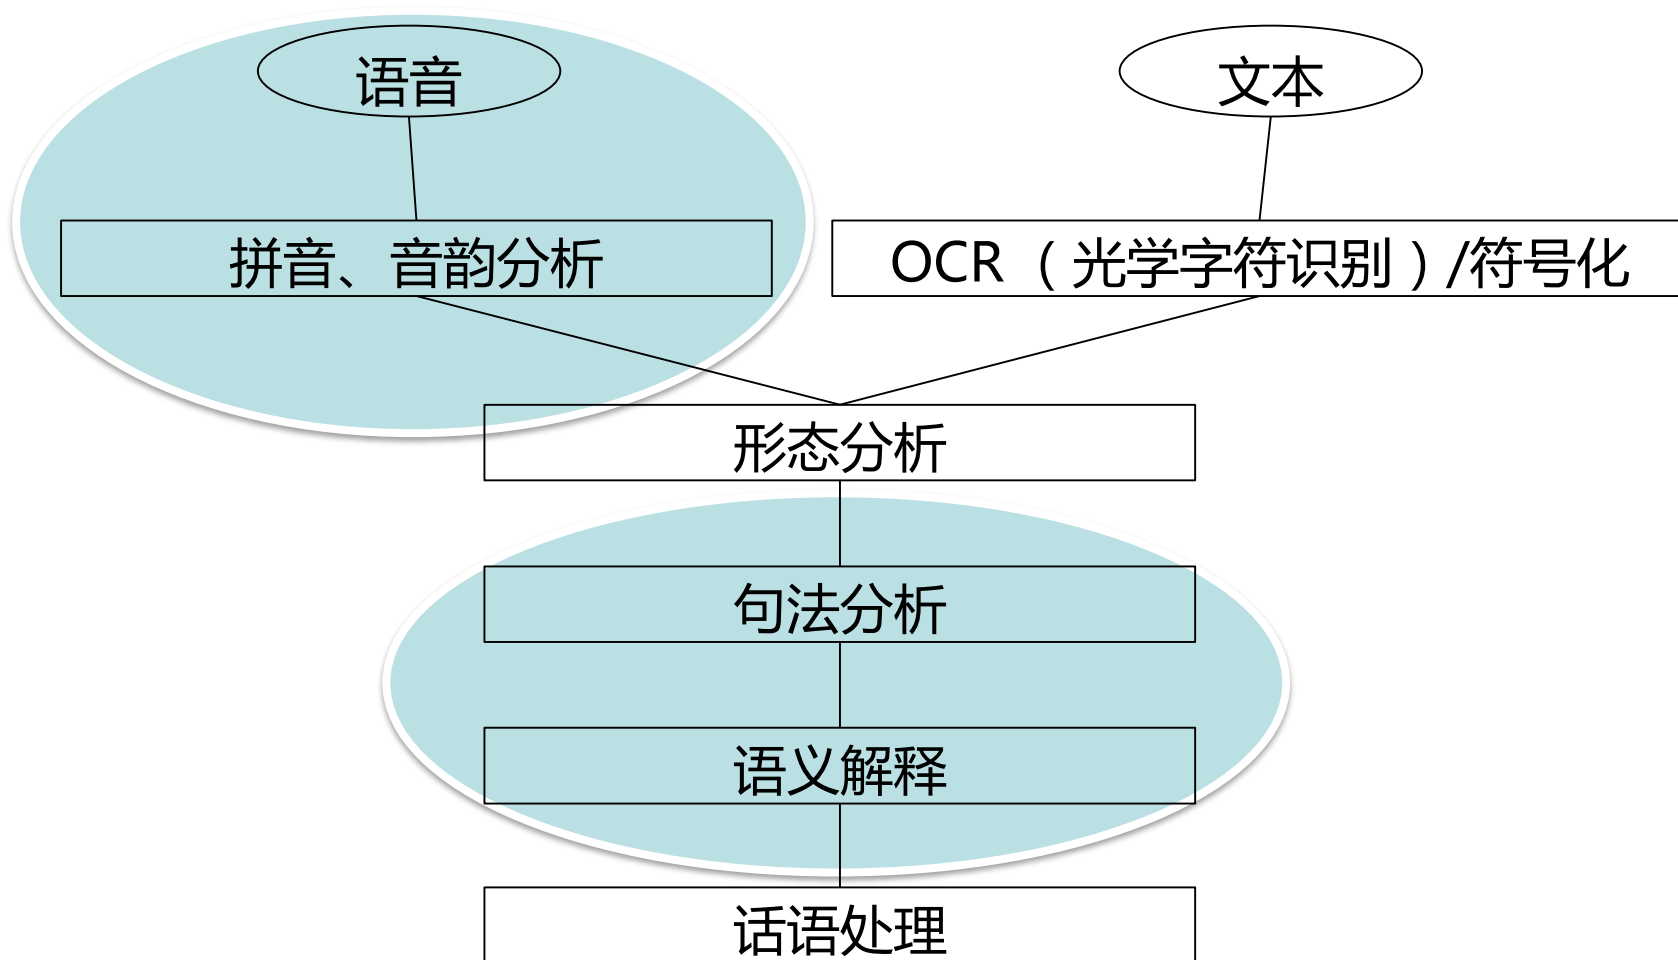 语音
文本
拼音、音韵分析
OCR（光学字符识别）/符号化
形态分析
句法分析
语义解释
话语处理